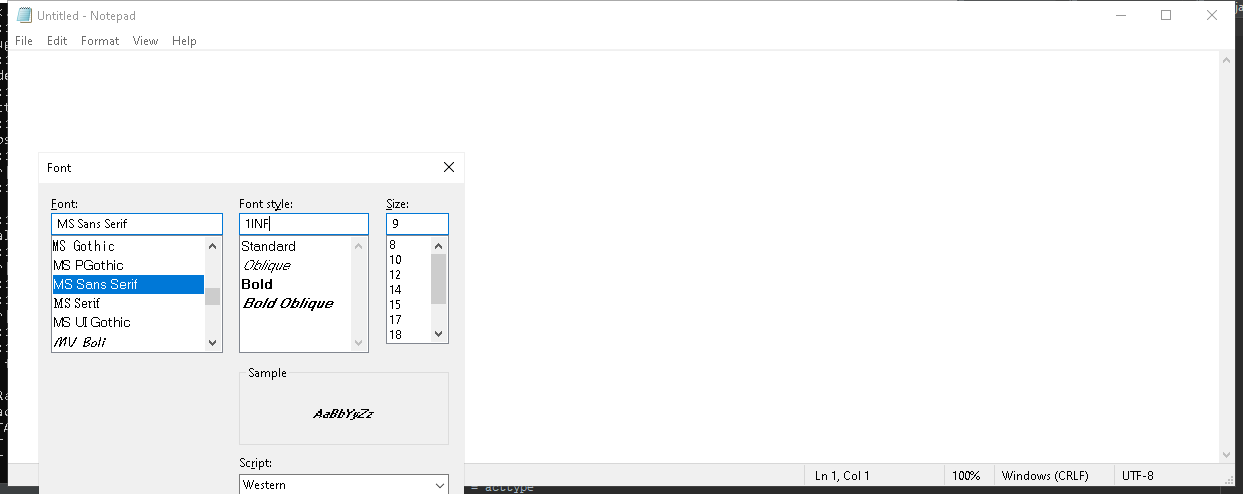 Untitled - Notepad
File Edit Format View Help
Font
Font: Font style: Size:
MS Sans Serif 1INF 9
MS Gothic
MS PGothic
MS Sans Serif
MS Serif
MS UI Gothic
MV Boli
Standard
Oblique
Bold
Bold Oblique
8
10
12
14
15
17
18
Sample
AaBbYyZz
Script:
Western
Ln 1, Col 1 100% Windows (CRLF) UTF-8
= acctype